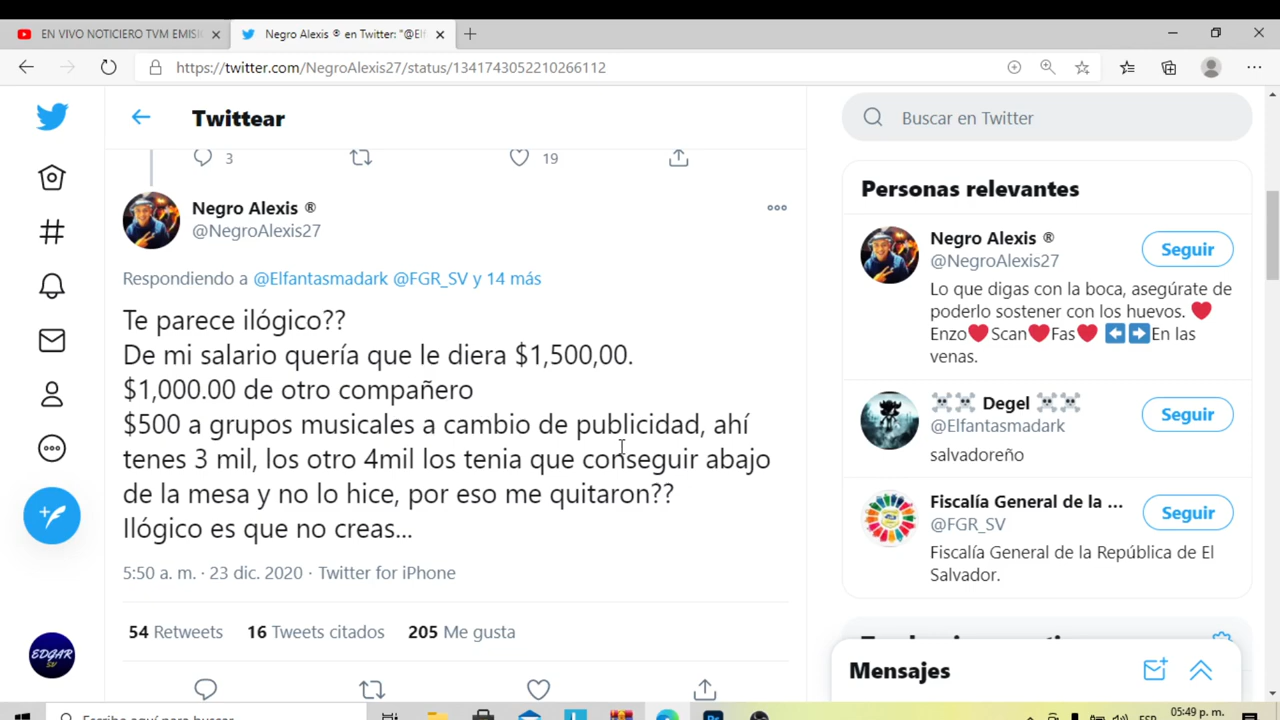 EN VIVO NOTICIERO TVM EMISI
Negro Alexis ® en Twitter: "@Elf
https://twitter.com/NegroAlexis27/status/1341743052210266112
Twittear
3
19
Negro Alexis ®
@NegroAlexis27
Respondiendo a @Elfantasmadark @FGR_SV y 14 más
Te parece ilógico??
De mi salario quería que le diera $1,500,00.
$1,000.00 de otro compañero
$500 a grupos musicales a cambio de publicidad, ahí
tenes 3 mil, los otro 4mil los tenia que conseguir abajo
de la mesa y no lo hice, por eso me quitaron??
Ilógico es que no creas...
5:50 a. m. · 23 dic. 2020 · Twitter for iPhone
54 Retweets 16 Tweets citados 205 Me gusta
EDGAR
SV
Buscar en Twitter
Personas relevantes
Negro Alexis ®
@NegroAlexis27
Seguir
Lo que digas con la boca, asegúrate de
poderlo sostener con los huevos. ❤️
Enzo❤️Scan❤️Fas❤️ ⬅️➡️En las
venas.
☠️☠️ Degel ☠️☠️
@Elfantasmadark
Seguir
salvadoreño
Fiscalía General de la ...
@FGR_SV
Seguir
Fiscalía General de la República de El
Salvador.
Mensajes
Escribe aquí para buscar
ESP
05:49 p. m.